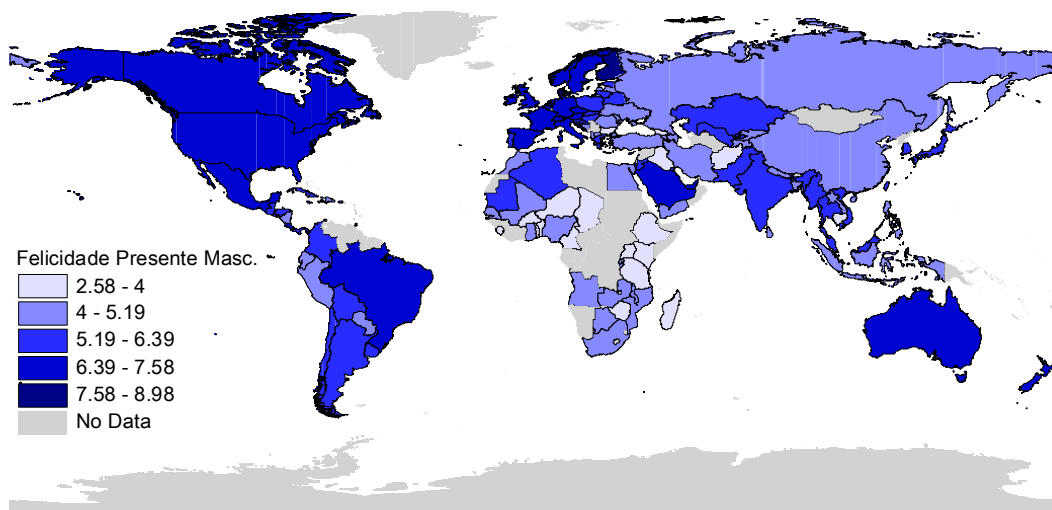 Felicidade Presente Masc.
2.58 - 4
4 - 5.19
5.19 - 6.39
6.39 - 7.58
7.58 - 8.98
No Data